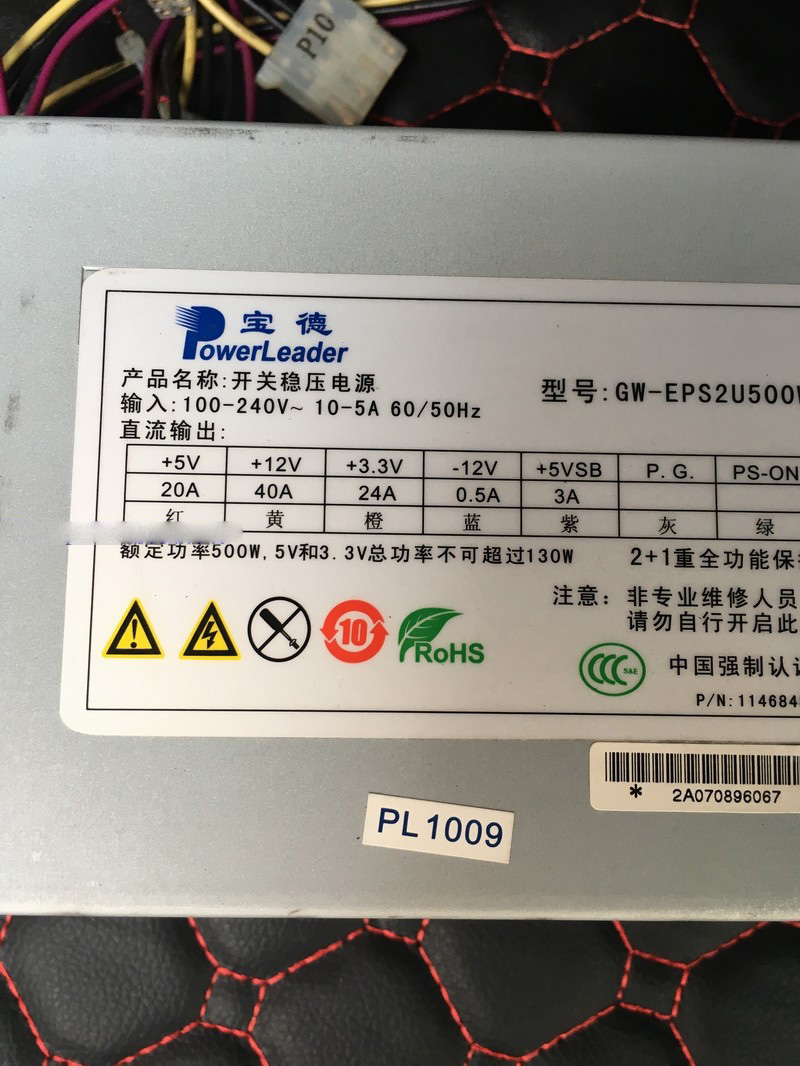 P10
宝德
PowerLeader
产品名称:开关稳压电源
型号:GW-EPS2U500W
输入:100-240V~ 10-5A 60/50Hz
直流输出:
+5V +12V +3.3V -12V +5VSB P.G. PS-ON
20A 40A 24A 0.5A 3A
红 黄 橙 蓝 紫 灰 绿
额定功率500W,5V和3.3V总功率不可超过130W 2+1重全功能保
注意: 非专业维修人员
请勿自行开启此
10
RoHS
CCC S&E
中国强制认
P/N:114684
* 2A070896067
PL1009